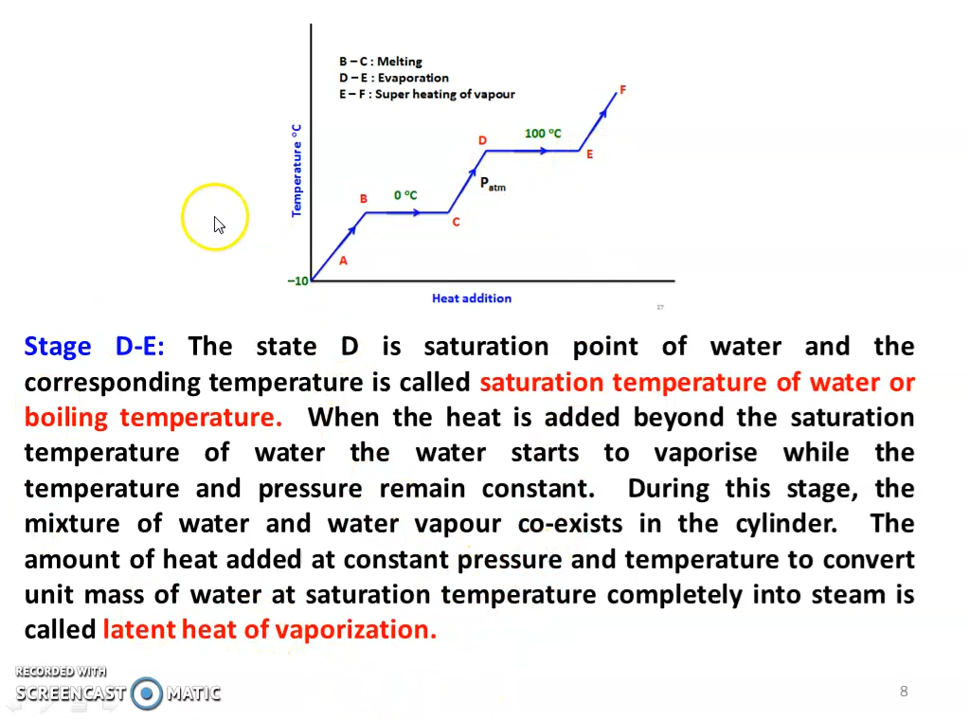 B – C : Melting
D – E : Evaporation
E – F : Super heating of vapour
F
Temperature °C
D
100 °C
E
P atm
B
0 °C
C
A
–10
Heat addition
27
Stage D-E: The state D is saturation point of water and the
corresponding temperature is called saturation temperature of water or
boiling temperature. When the heat is added beyond the saturation
temperature of water the water starts to vaporise while the
temperature and pressure remain constant. During this stage, the
mixture of water and water vapour co-exists in the cylinder. The
amount of heat added at constant pressure and temperature to convert
unit mass of water at saturation temperature completely into steam is
called latent heat of vaporization.
RECORDED WITH
SCREENCAST MATIC
8